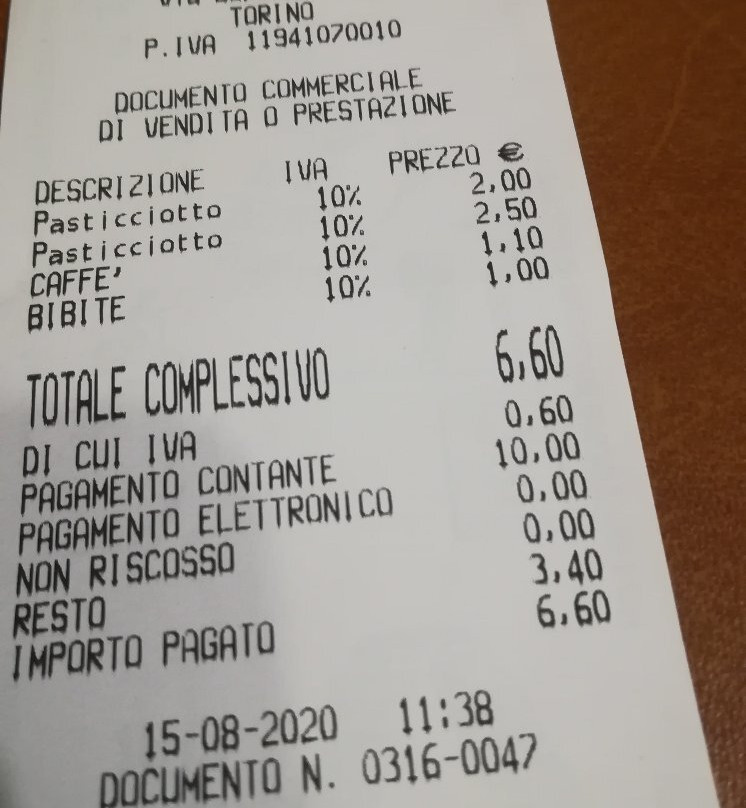 TORINO
P.IVA 11941070010
DOCUMENTO COMMERCIALE
DI VENDITA O PRESTAZIONE
DESCRIZIONE IVA PREZZO €
Pasticciotto 10% 2,00
Pasticciotto 10% 2,50
CAFFE' 10% 1,10
BIBITE 10% 1,00
TOTALE COMPLESSIVO 6,60
DI CUI IVA 0,60
PAGAMENTO CONTANTE 10,00
PAGAMENTO ELETTRONICO 0,00
NON RISCOSSO 0,00
RESTO 3,40
IMPORTO PAGATO 6,60
15-08-2020 11:38
DOCUMENTO N. 0316-0047